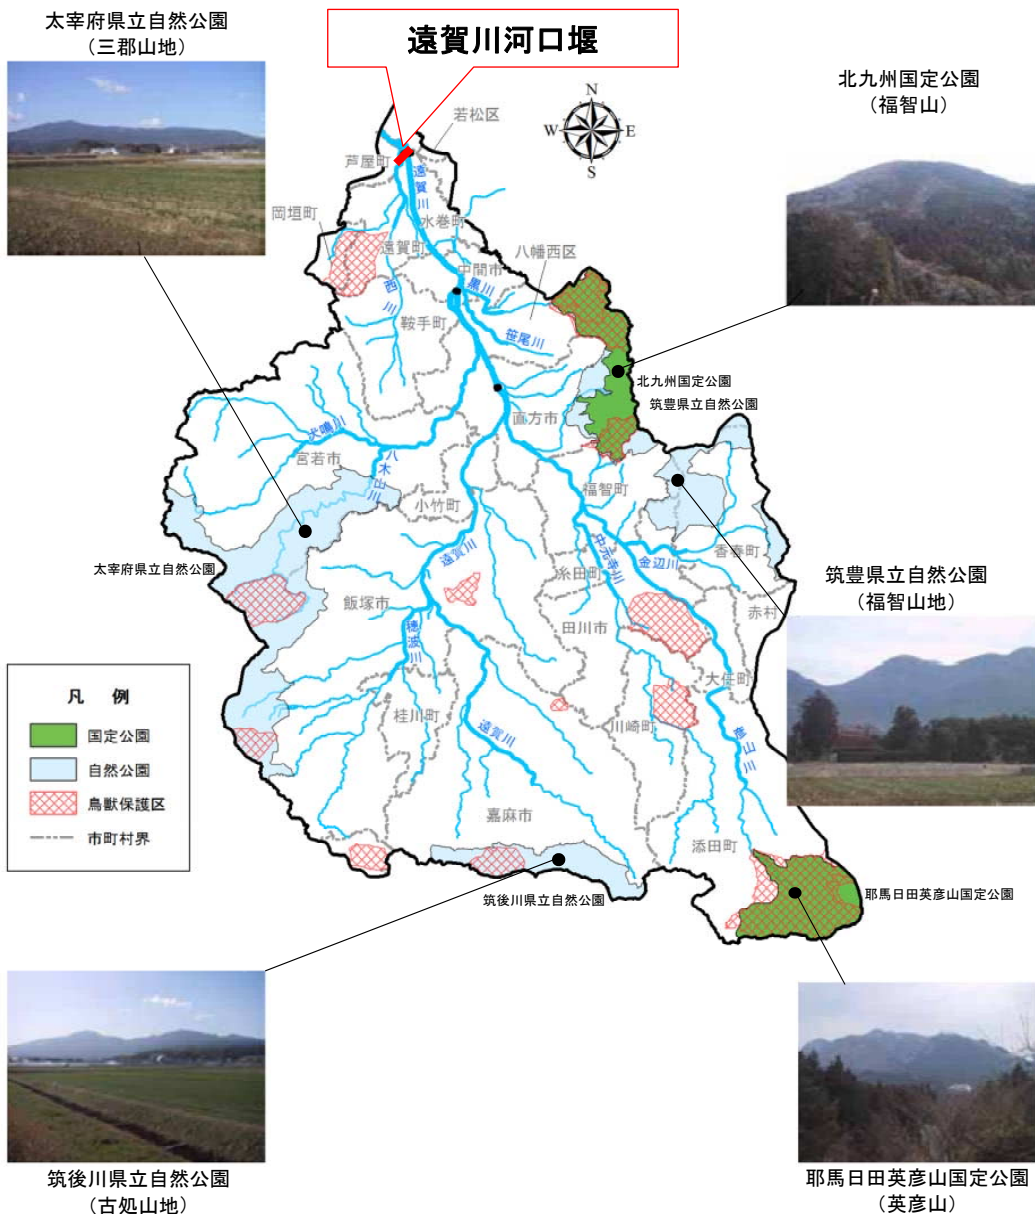 太宰府県立自然公園
（三郡山地）
遠賀川河口堰
北九州国定公園
（福智山）
N
W
E
S
若松区
芦屋町
遠賀川
岡垣町
水巻町
遠賀町
八幡西区
中間市
黒川
西川
鞍手町
笹尾川
北九州国定公園
筑豊県立自然公園
直方市
犬鳴川
宮若市
八木山川
福智町
小竹町
遠賀川
中元寺川
金辺川
香春町
糸田町
太宰府県立自然公園
飯塚市
穂波川
田川市
赤村
筑豊県立自然公園
（福智山地）
大任町
凡 例
国定公園
自然公園
鳥獣保護区
市町村界
桂川町
川崎町
遠賀川
彦山川
嘉麻市
添田町
筑後川県立自然公園
耶馬日田英彦山国定公園
筑後川県立自然公園
（古処山地）
耶馬日田英彦山国定公園
（英彦山）